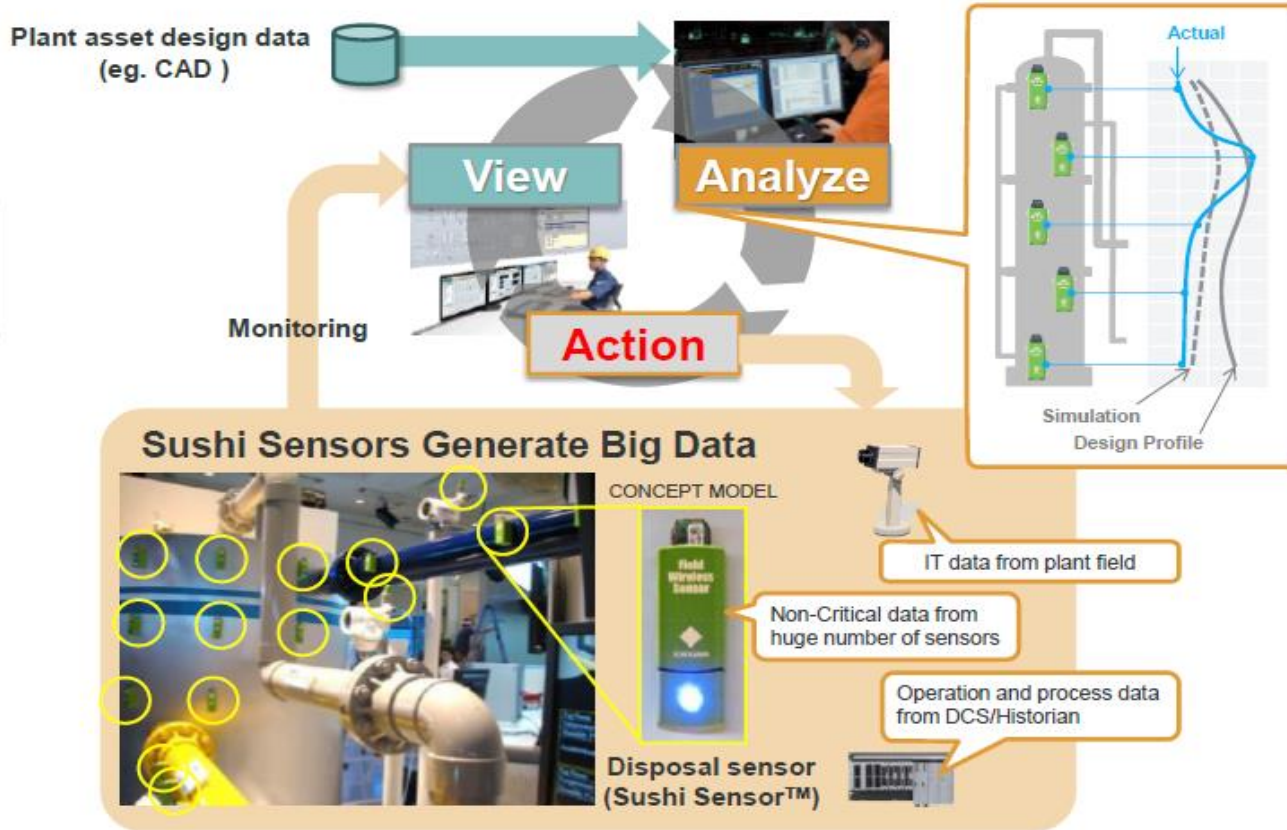 Plant asset design data
(eg. CAD )
View
Analyze
Actual
Monitoring
Action
Simulation
Design Profile
Sushi Sensors Generate Big Data
CONCEPT MODEL
Field
Wireless
Sensor
IT data from plant field
Non-Critical data from
huge number of sensors
Operation and process data
from DCS/Historian
Disposal sensor
(Sushi Sensor™)